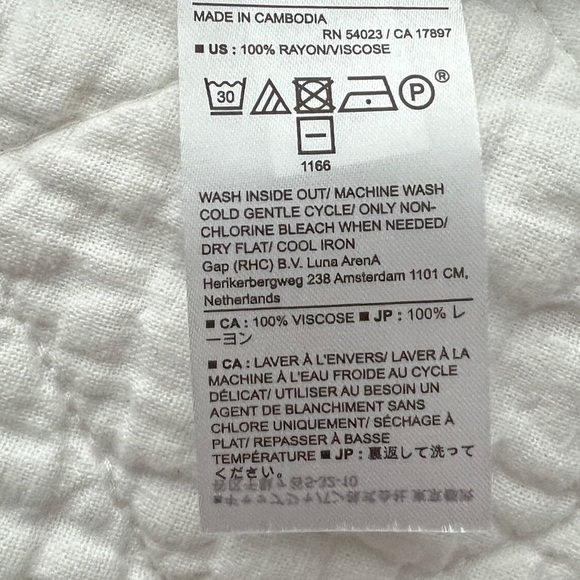 MADE IN CAMBODIA
RN 54023 / CA 17897
■ US : 100% RAYON/VISCOSE
30
P
®
1166
WASH INSIDE OUT/ MACHINE WASH
COLD GENTLE CYCLE/ ONLY NON-
CHLORINE BLEACH WHEN NEEDED/
DRY FLAT/ COOL IRON
Gap (RHC) B.V. Luna ArenA
Herikerbergweg 238 Amsterdam 1101 CM,
Netherlands
■ CA : 100% VISCOSE ■ JP : 100% レ
ーヨン
■ CA : LAVER À L'ENVERS/ LAVER À LA
MACHINE À L'EAU FROIDE AU CYCLE
DÉLICAT/ UTILISER AU BESOIN UN
AGENT DE BLANCHIMENT SANS
CHLORE UNIQUEMENT/ SÉCHAGE À
PLAT/ REPASSER À BASSE
TEMPÉRATURE ■ JP : 裏返して洗って
ください。